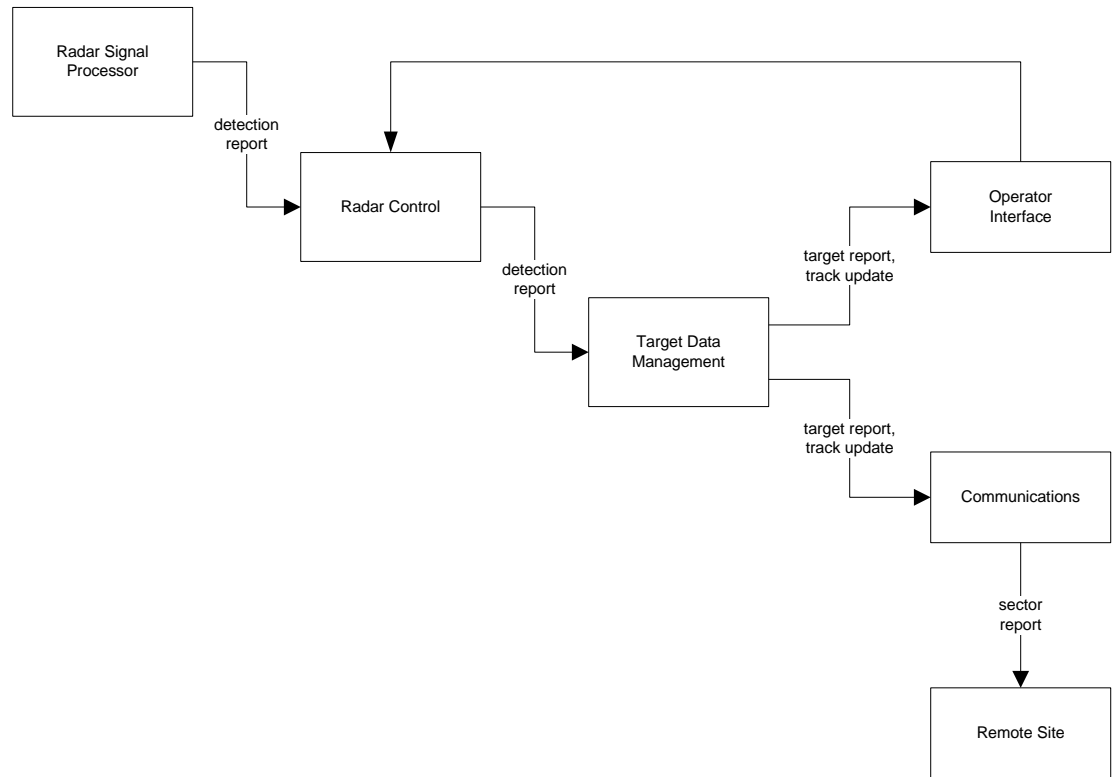 Radar Signal
Processor
detection
report
Radar Control
Operator
Interface
detection
report
target report,
track update
Target Data
Management
target report,
track update
Communications
sector
report
Remote Site